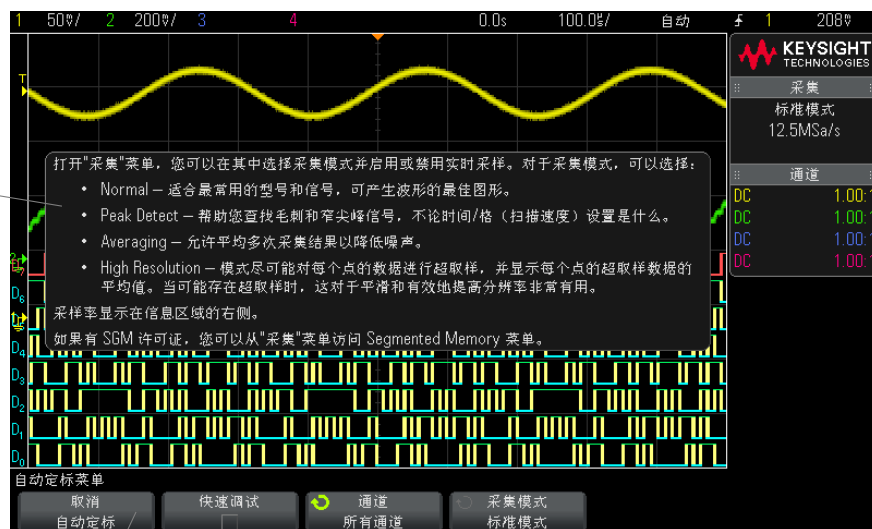 1 50▽/ 2 200▽/ 3 4 0.0s 100.0㎲/ 自动 1 208▽
KEYSIGHT
TECHNOLOGIES
采集
标准模式
12.5MSa/s
通道
DC 1.00:
DC 1.00:
DC 1.00:
DC 1.00:
T
打开"采集"菜单，您可以在其中选择采集模式并启用或禁用实时采样。对于采集模式，可以选择：
• Normal — 适合最常用的型号和信号，可产生波形的最佳图形。
• Peak Detect — 帮助您查找毛刺和窄尖峰信号，不论时间/格（扫描速度）设置是什么。
• Averaging — 允许平均多次采集结果以降低噪声。
• High Resolution — 模式尽可能对每个点的数据进行超取样，并显示每个点的超取样数据的
平均值。当可能存在超取样时，这对于平滑和有效地提高分辨率非常有用。
采样率显示在信息区域的右侧。
如果有 SGM 许可证，您可以从"采集"菜单访问 Segmented Memory 菜单。
D6
D4
D3
D2
D1
D0
自动定标菜单
取消
自动定标
快速调试
通道
所有通道
采集模式
标准模式